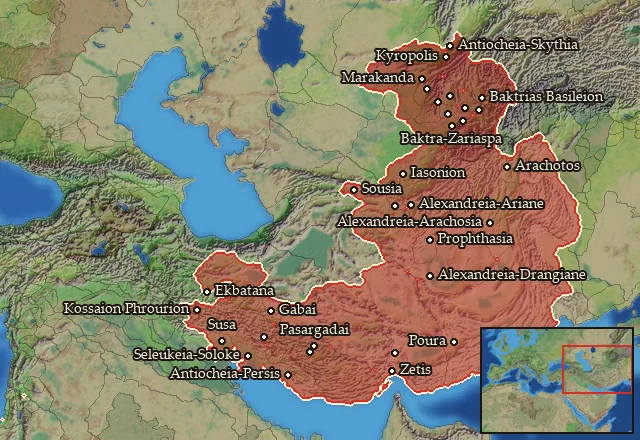 Antiocheia-Skythia
Kyropolis
Marakanda
Baktrias Basileion
Baktra-Zariaspa
Arachotos
Iasonion
Sousia
Alexandreia-Ariane
Alexandreia-Arachosia
Prophthasia
Alexandreia-Drangiane
Ekbatana
Kossaion Phrourion
Gabai
Susa
Pasargadai
Poura
Seleukeia-Soloke
Zetis
Antiocheia-Persis